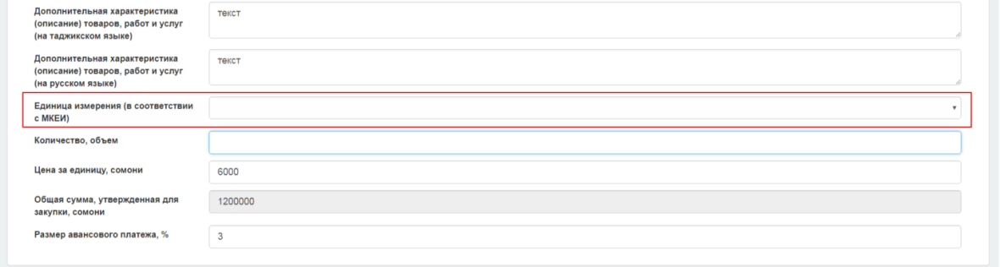 Дополнительная характеристика
(описание) товаров, работ и услуг
(на таджикском языке)
текст
Дополнительная характеристика
(описание) товаров, работ и услуг
(на русском языке)
текст
Единица измерения (в соответствии
с МКЕИ)
Количество, объем
Цена за единицу, сомони
6000
Общая сумма, утвержденная для
закупки, сомони
1200000
Размер авансового платежа, %
3